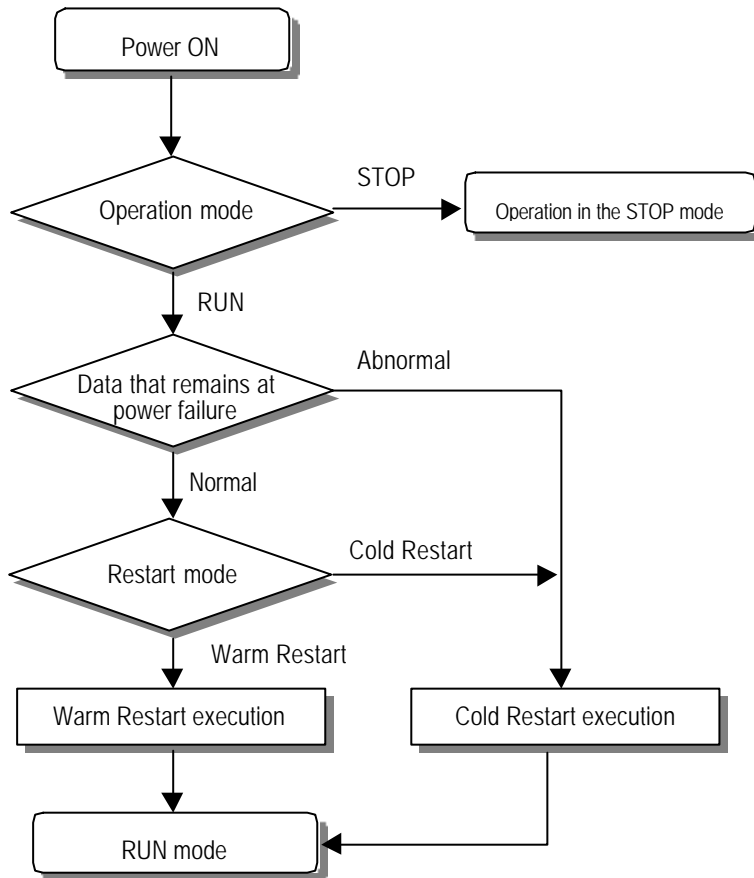 Power ON
STOP
Operation mode
Operation in the STOP mode
RUN
Abnormal
Data that remains at
power failure
Normal
Cold Restart
Restart mode
Warm Restart
Warm Restart execution
Cold Restart execution
RUN mode